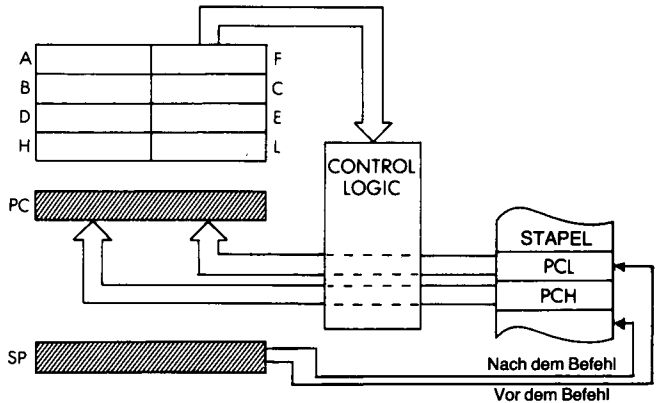 A F
B C
D E
H L
CONTROL
LOGIC
PC
STAPEL
PCL
PCH
SP
Nach dem Befehl
Vor dem Befehl